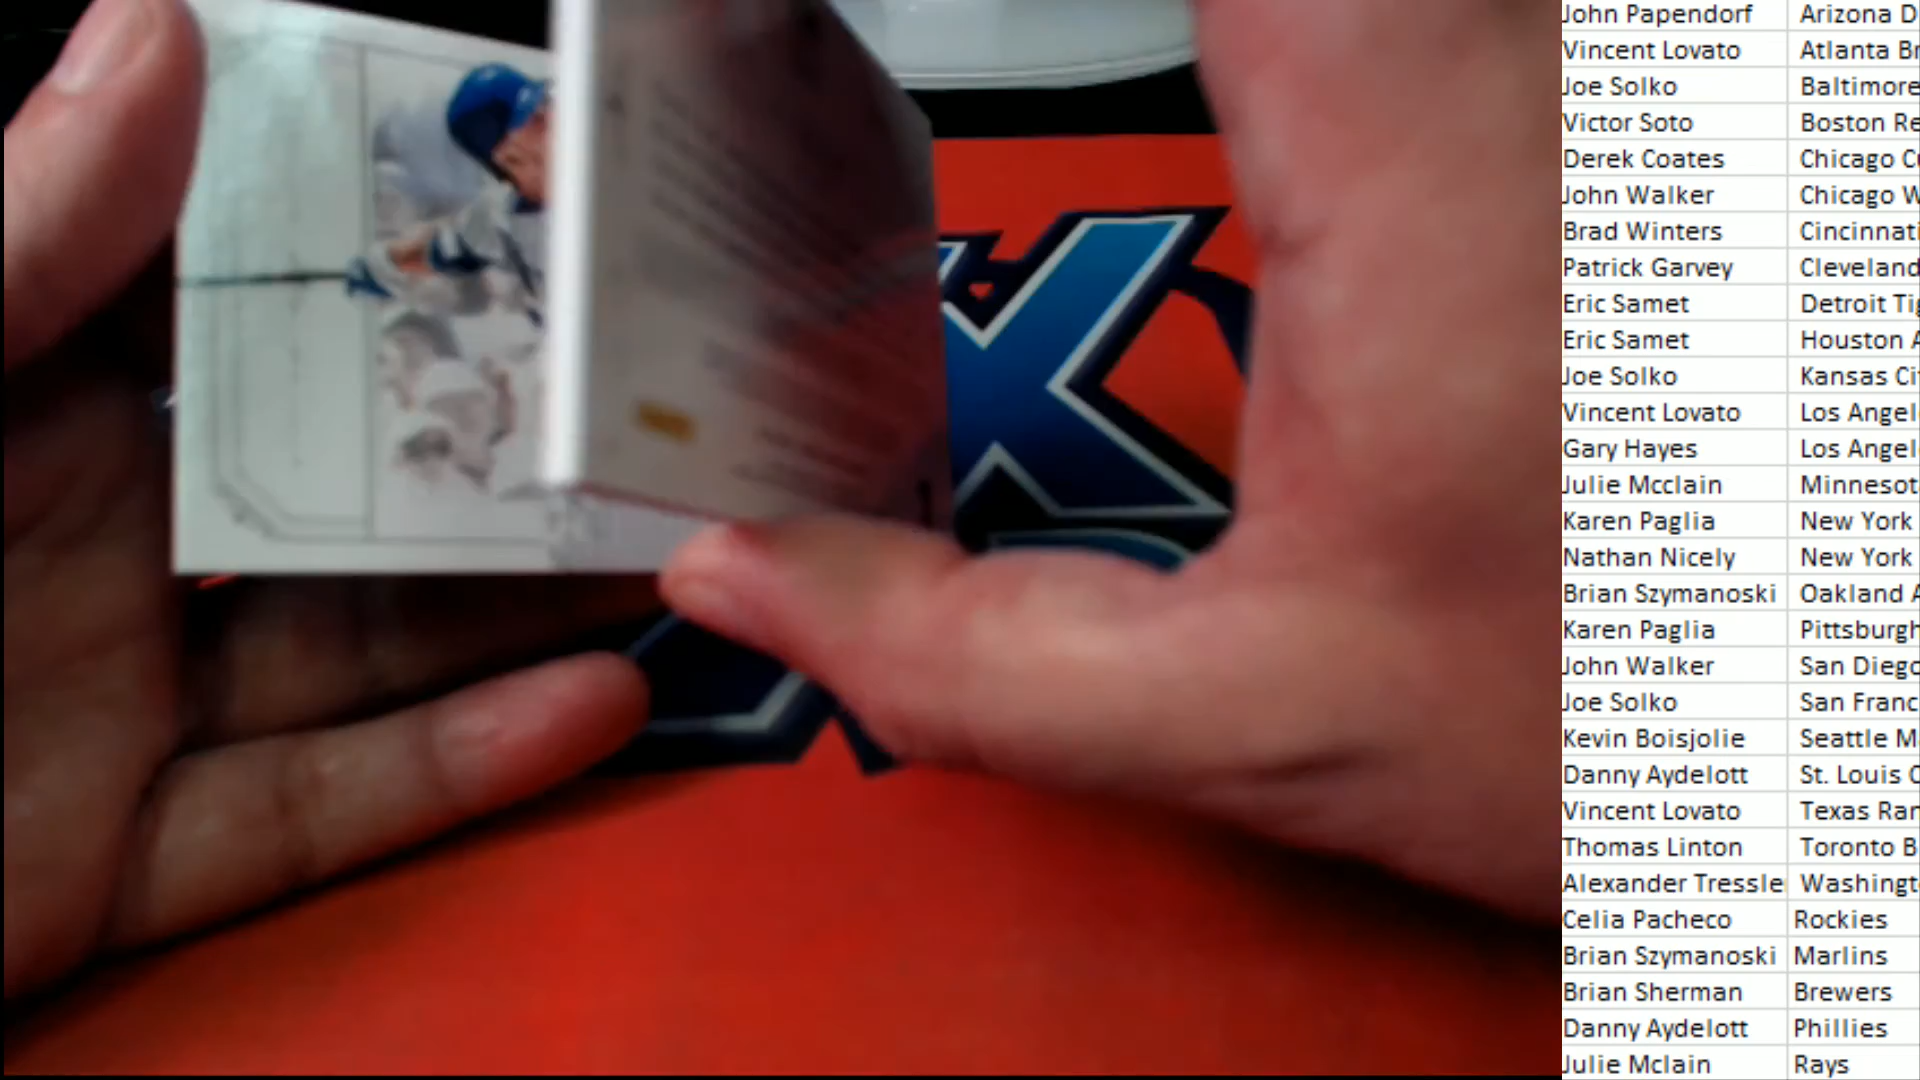 John Papendorf Arizona D
Vincent Lovato Atlanta Br
Joe Solko Baltimore
Victor Soto Boston Re
Derek Coates Chicago Cu
John Walker Chicago W
Brad Winters Cincinnati
Patrick Garvey Cleveland
Eric Samet Detroit Tig
Eric Samet Houston A
Joe Solko Kansas Cit
Vincent Lovato Los Angel
Gary Hayes Los Angel
Julie Mcclain Minnesot
Karen Paglia New York
Nathan Nicely New York
Brian Szymanoski Oakland A
Karen Paglia Pittsburgh
John Walker San Diego
Joe Solko San Franc
Kevin Boisjolie Seattle M
Danny Aydelott St. Louis C
Vincent Lovato Texas Ran
Thomas Linton Toronto B
Alexander Tressle Washingt
Celia Pacheco Rockies
Brian Szymanoski Marlins
Brian Sherman Brewers
Danny Aydelott Phillies
Julie Mclain Rays